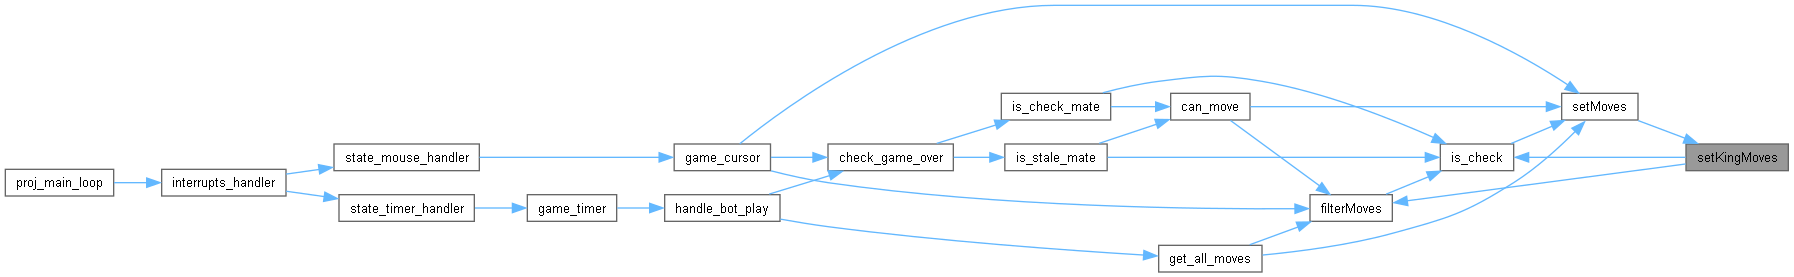 proj_main_loop
interrupts_handler
state_mouse_handler
state_timer_handler
game_timer
game_cursor
handle_bot_play
check_game_over
is_check_mate
is_stale_mate
can_move
get_all_moves
filterMoves
is_check
setMoves
setKingMoves